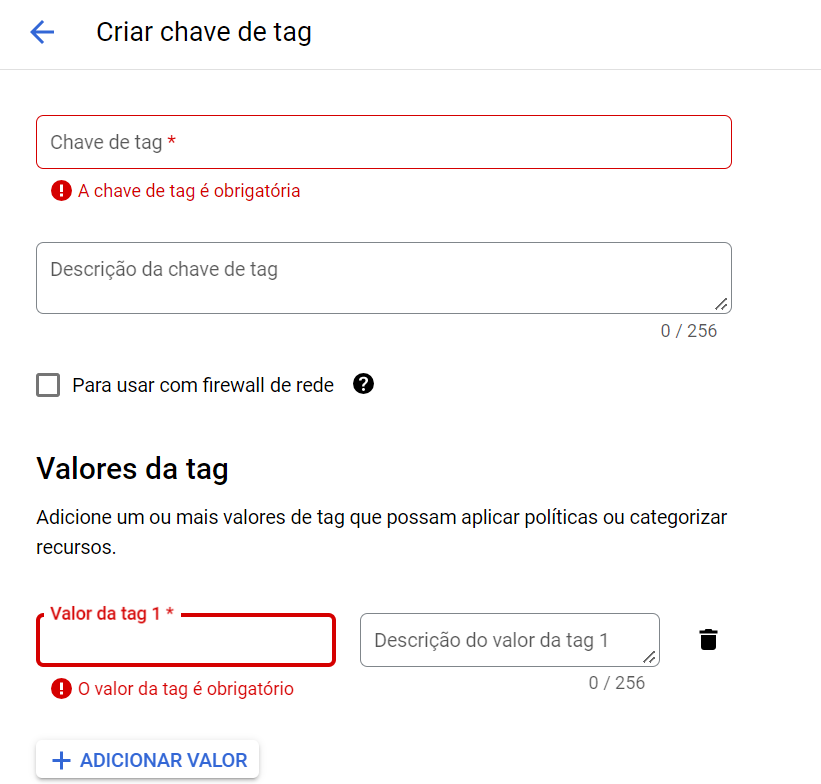 Criar chave de tag
Chave de tag *
A chave de tag é obrigatória
Descrição da chave de tag
0 / 256
Para usar com firewall de rede
Valores da tag
Adicione um ou mais valores de tag que possam aplicar políticas ou categorizar
recursos.
Valor da tag 1 *
Descrição do valor da tag 1
O valor da tag é obrigatório
0 / 256
ADICIONAR VALOR